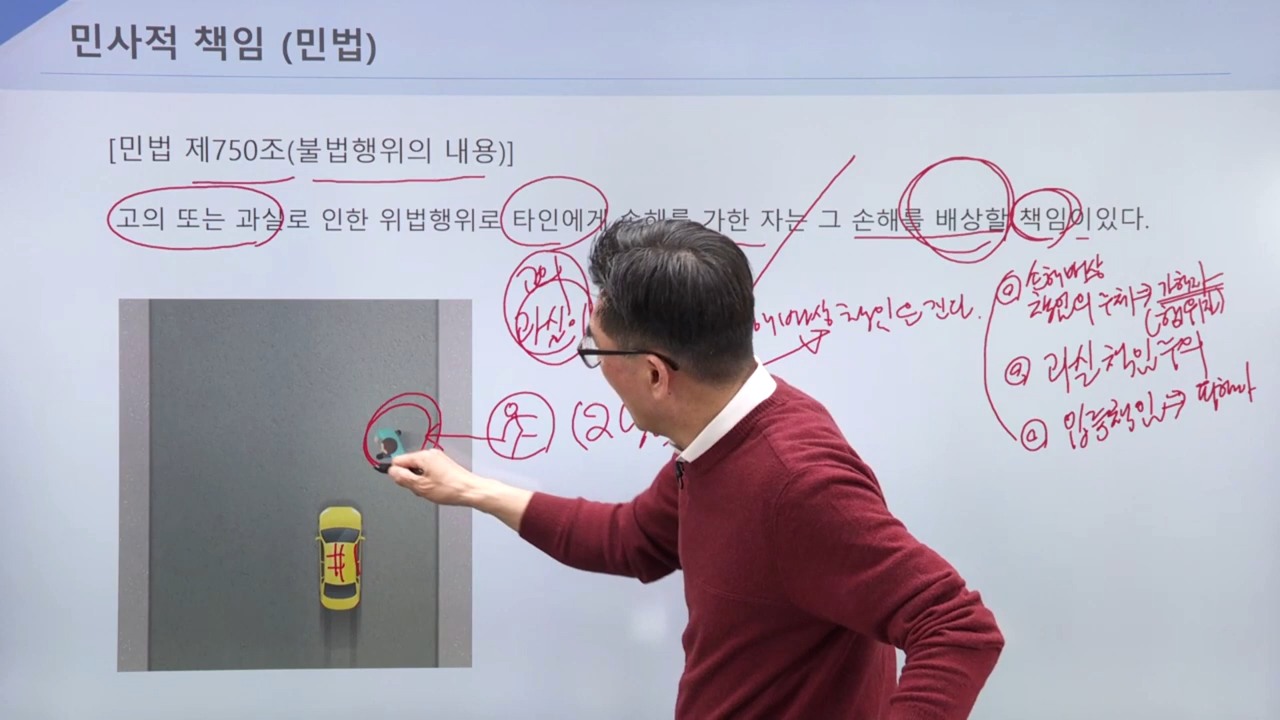 민사적 책임 (민법)
[민법 제750조(불법행위의 내용)]
고의 또는 과실로 인한 위법행위로 타인에게 손해를 가한 자는 그 손해를 배상할 책임이 있다.
고의
과실
배상책임은 진다.
손해배상
책임의 주체⇒ 가해자
(행위자)
과실책임주의
입증책임⇒ 피해자
(2